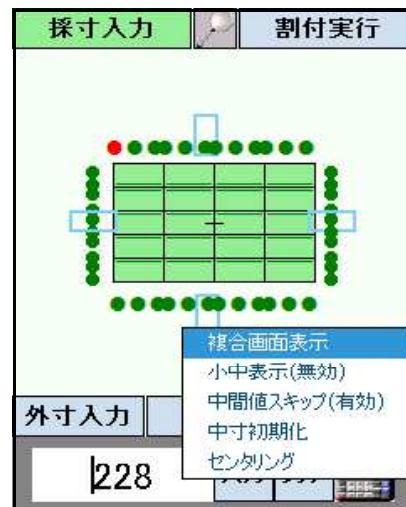 採寸入力
割付実行
複合画面表示
小中表示(無効)
中間値スキップ(有効)
中寸初期化
センタリング
外寸入力
228